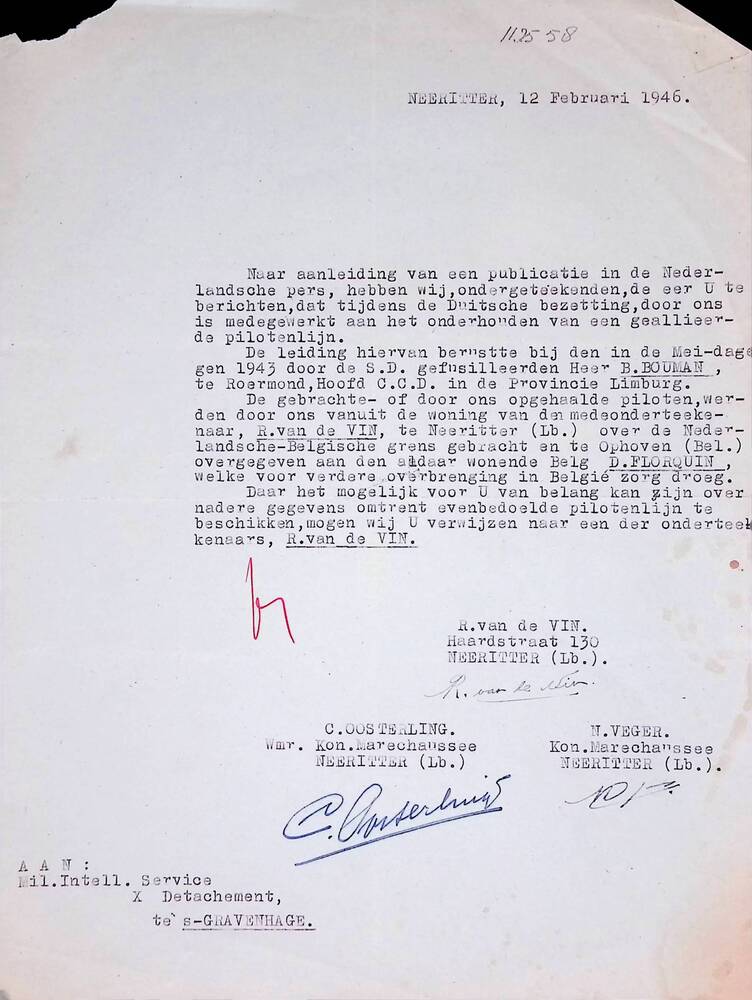 11.25 58
NEERITTER, 12 Februari 1946.
Naar aanleiding van een publicatie in de Neder-
landsche pers, hebben wij,ondergeteekenden,de eer U te
berichten,dat tijdens de Duitsche bezetting,door ons
is medegewerkt aan het onderhouden van een geallieer-
de pilotenlijn.
De leiding hiervan berustte bij den in de Mei-dage
gen 1943 door de S.D. gefusilleerden Heer B.BOUMAN ,
te Roermond,Hoofd C.C.D. in de Provincie Limburg.
De gebrachte- of door ons opgehaalde piloten,wer-
den door ons vanuit de woning van den medeonderteeke-
naar, R.van de VIN, te Neeritter (Lb.) over de Neder-
landsche-Belgische grens gebracht en te Ophoven (Bel.)
overgegeven aan den aldaar wonende Belg D.FLORQUIN ,
welke voor verdere overbrenging in België zorg droeg.
Daar het mogelijk voor U van belang kan zijn over
nadere gegevens omtrent evenbedoelde pilotenlijn te
beschikken,mogen wij U verwijzen naar een der onderteek
kenaars, R.van de VIN.
R.van de VIN.
Haardstraat 130
NEERITTER (Lb.).
R. van de Vin.
C.OOSTERLING.
Wmr. Kon.Marechaussee
NEERITTER (Lb.)
N.VEGER.
Kon.Marechaussee
NEERITTER (Lb.).
C. Oosterling
A A N :
Mil.Intell. Service
X Detachement,
te` s-GRAVENHAGE.